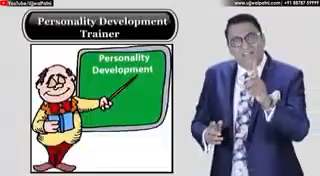 YouTube/UjjwalPatni
www.ujjwalpatni.com | +91 88787 59999
Personality Development
Trainer
Personality
Development